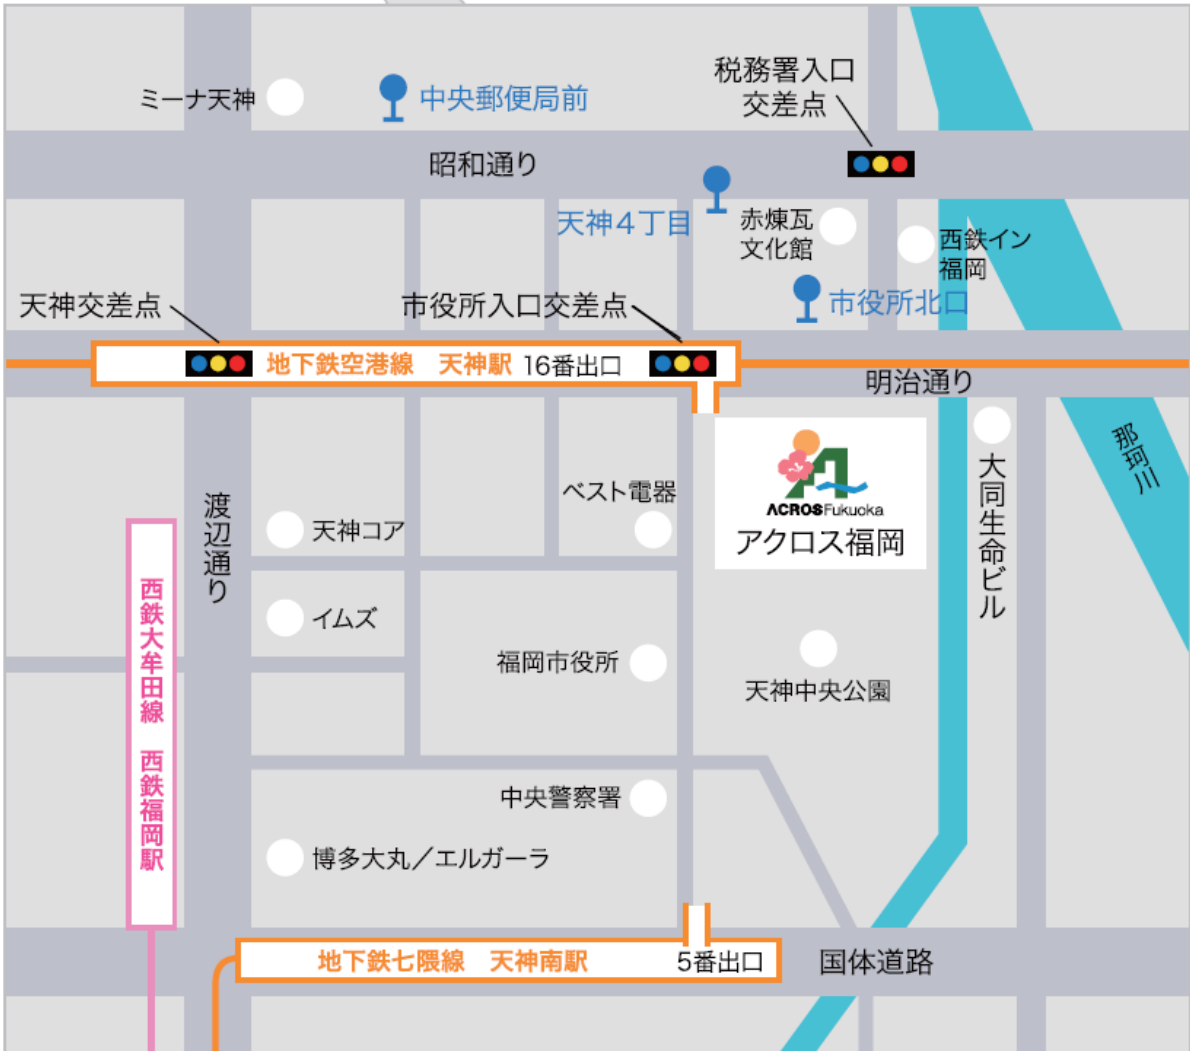 ミーナ天神
中央郵便局前
税務署入口
交差点
昭和通り
天神4丁目
赤煉瓦
文化館
西鉄イン
福岡
市役所北口
天神交差点
市役所入口交差点
地下鉄空港線 天神駅 16番出口
明治通り
那珂川
ACROS Fukuoka
アクロス福岡
大同生命ビル
ベスト電器
渡辺通り
天神コア
イムズ
西鉄大牟田線 西鉄福岡駅
福岡市役所
天神中央公園
中央警察署
博多大丸／エルガーラ
地下鉄七隈線 天神南駅 5番出口
国体道路